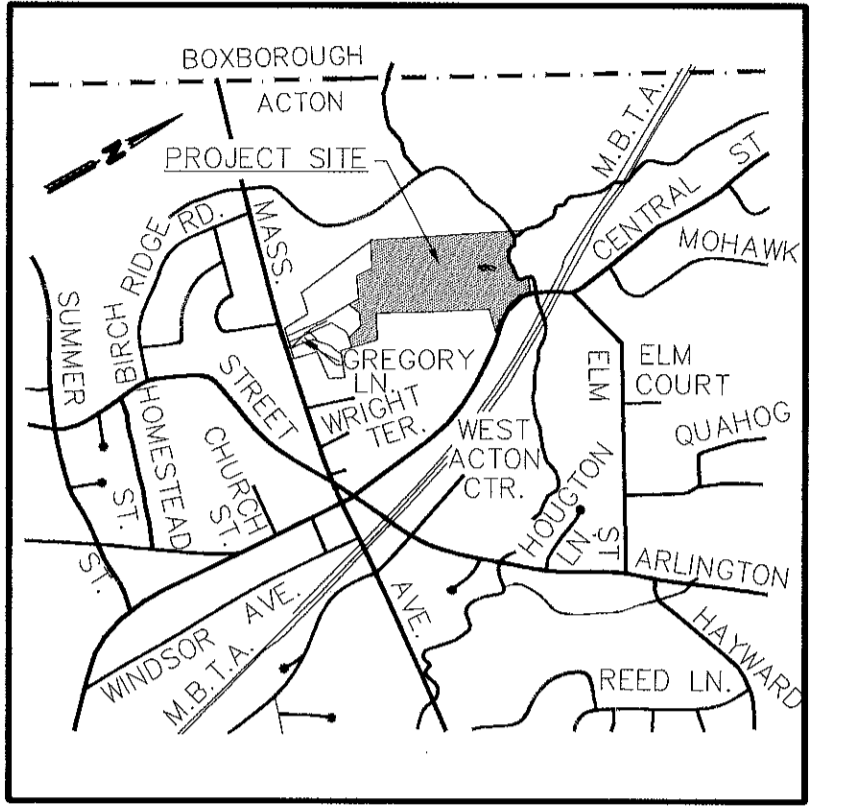 BOXBOROUGH
ACTON
N
PROJECT SITE
M.B.T.A.
CENTRAL ST
MOHAWK
BIRCH RIDGE RD.
MASS.
SUMMER
STREET
GREGORY
LN.
WRIGHT
TER.
ELM
ELM
COURT
QUAHOG
HOMESTEAD
ST.
CHURCH
ST.
WEST
ACTON
CTR.
HOUGTON
LN
ST
ARLINGTON
ST.
WINDSOR AVE.
AVE.
M.B.T.A.
HAYWARD
REED LN.